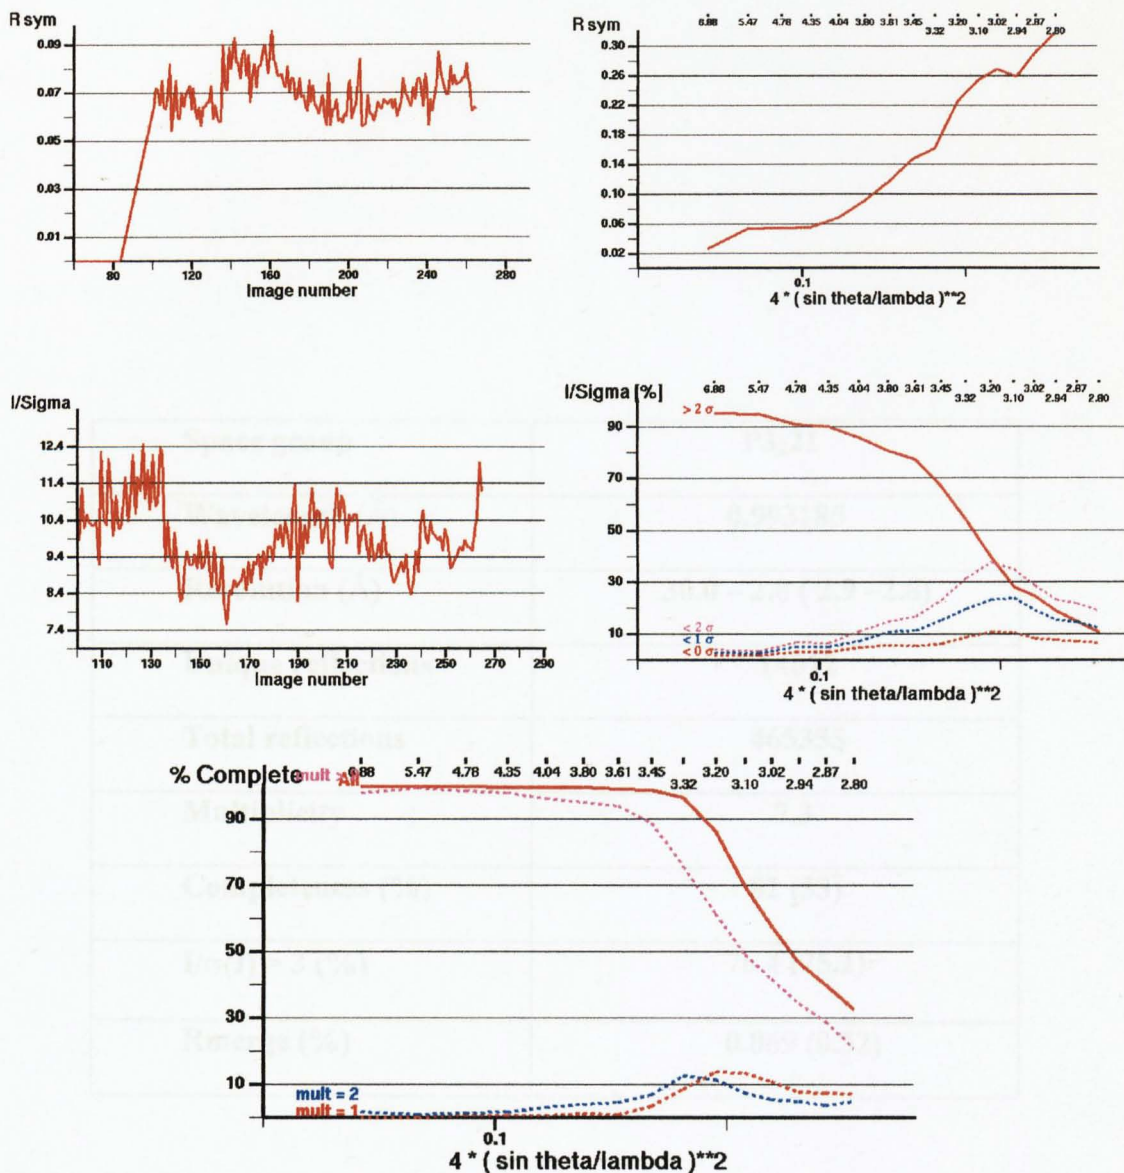 R sym
0.09
0.07
0.05
0.03
0.01
80 120 160 200 240 280
Image number
R sym
6.88 5.47 4.78 4.35 4.04 3.80 3.61 3.45 3.32 3.20 3.10 3.02 2.94 2.87 2.80
0.30
0.26
0.22
0.18
0.14
0.10
0.06
0.02
0.1
4 * ( sin theta/lambda )**2
I/Sigma
12.4
11.4
10.4
9.4
8.4
7.4
110 130 150 170 190 210 230 250 270 290
Image number
I/Sigma [%]
6.88 5.47 4.78 4.35 4.04 3.80 3.61 3.45 3.32 3.20 3.10 3.02 2.94 2.87 2.80
> 2 σ
90
70
50
30
< 2 σ
< 1 σ
10
< 0 σ
0.1
4 * ( sin theta/lambda )**2
% Complete
mult >
All
6.88 5.47 4.78 4.35 4.04 3.80 3.61 3.45 3.32 3.20 3.10 3.02 2.94 2.87 2.80
90
70
50
30
10
mult = 2
mult = 1
0.1
4 * ( sin theta/lambda )**2
Space group
Total reflections
Completeness (%)
Rmerge (%)